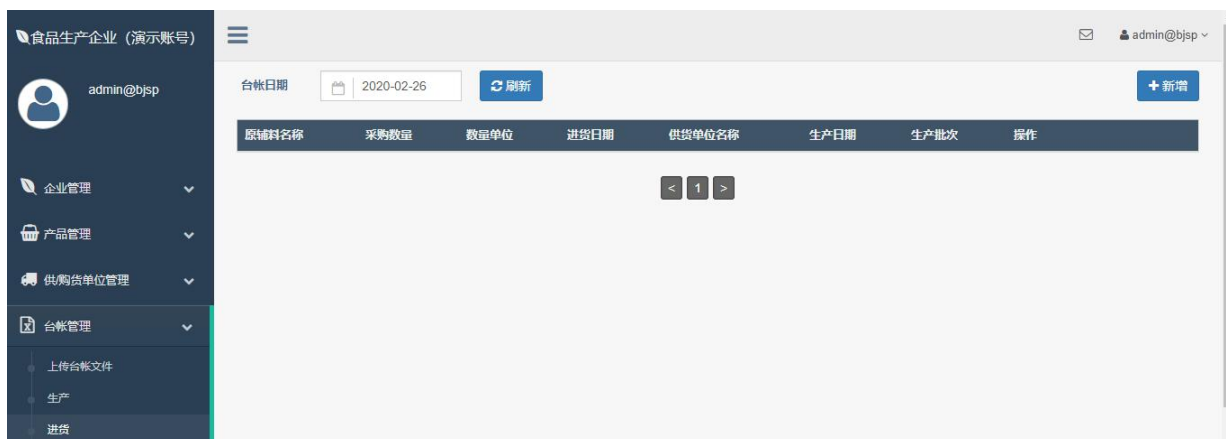 食品生产企业（演示账号）
admin@bjsp
admin@bjsp
台帐日期 2020-02-26 刷新 新增
原辅料名称 采购数量 数量单位 进货日期 供货单位名称 生产日期 生产批次 操作
< 1 >
企业管理
产品管理
供/购货单位管理
台帐管理
上传台帐文件
生产
进货